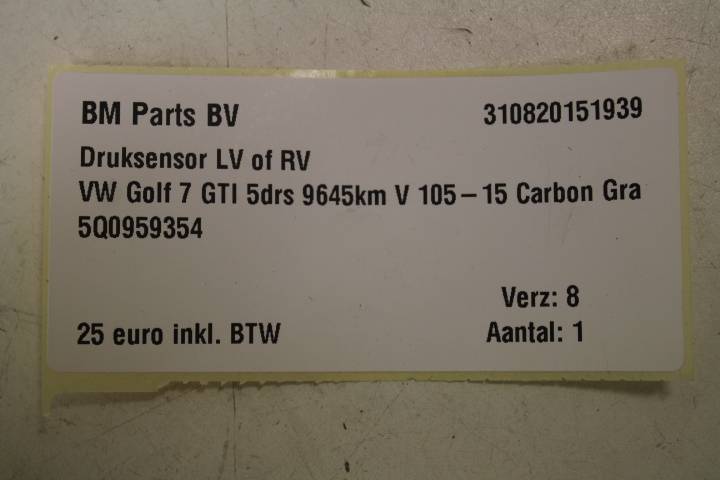 BM Parts BV 310820151939
Druksensor LV of RV
VW Golf 7 GTI 5drs 9645km V 105-15 Carbon Gra
5Q0959354
Verz: 8
25 euro inkl. BTW Aantal: 1